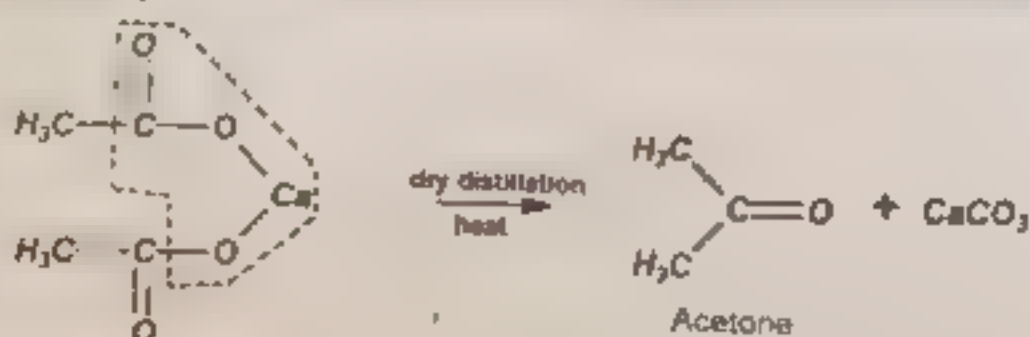 O
H₃C—C—O
Ca
H₃C—C—O
O
dry distillation
heat
H₃C
C=O + CaCO₃
H₃C
Acetone